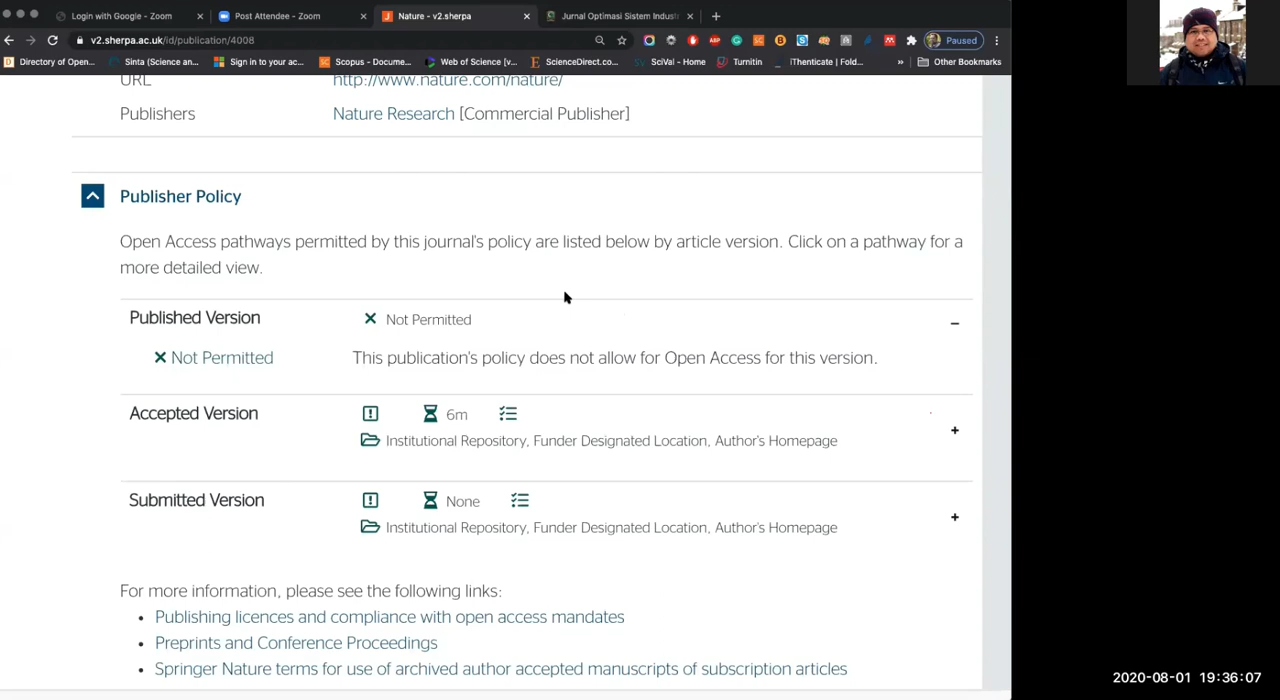 Login with Google - Zoom
Post Attendee - Zoom
Nature - v2.sherpa
Jurnal Optimasi Sistem Industri
v2.sherpa.ac.uk/id/publication/4008
Paused
Directory of Open...
Sinta (Science an...
Sign in to your ac...
Scopus - Docume...
Web of Science [v...
ScienceDirect.co...
SciVal - Home
Turnitin
iThenticate | Fold...
»
Other Bookmarks
URL
http://www.nature.com/nature/
Publishers
Nature Research [Commercial Publisher]
Publisher Policy
Open Access pathways permitted by this journal's policy are listed below by article version. Click on a pathway for a
more detailed view.
Published Version
Not Permitted
Not Permitted
This publication's policy does not allow for Open Access for this version.
Accepted Version
6m
Institutional Repository, Funder Designated Location, Author's Homepage
Submitted Version
None
Institutional Repository, Funder Designated Location, Author's Homepage
For more information, please see the following links:
• Publishing licences and compliance with open access mandates
• Preprints and Conference Proceedings
• Springer Nature terms for use of archived author accepted manuscripts of subscription articles
2020-08-01 19:36:07